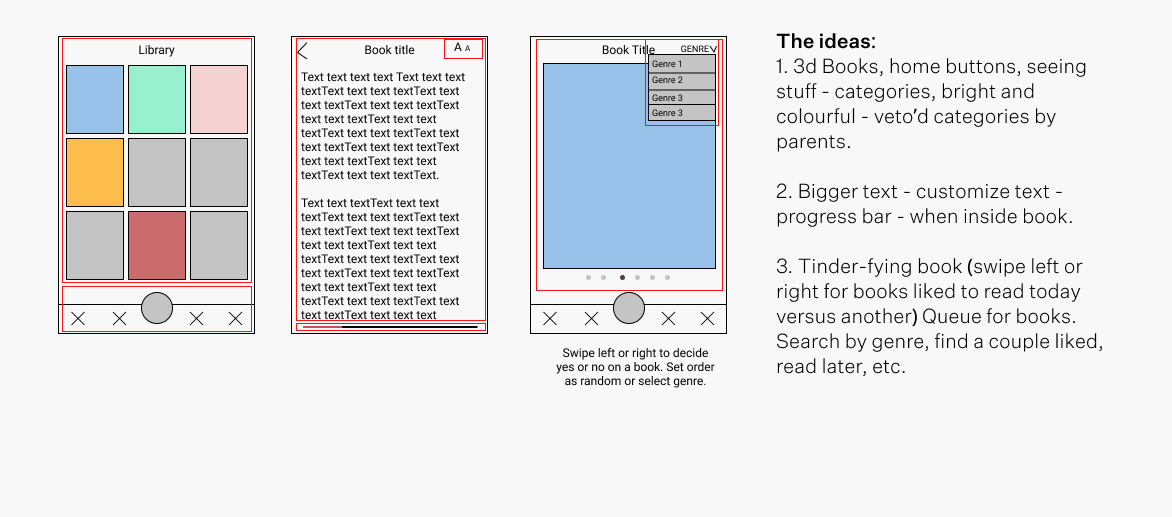 Library
Book title
A A
Text text text text Text text text
textText text text textText text
text text textText text text text
textText text text text text
text text textText text text text
textText text text text textText
text text textText text text
textText text text textText.
Text text textText text text
textText text text textText text
text text textText text text text
textText text text textText text
text text textText text text
textText text text textText text
text text textText text text text
textText text text textText text
text textText text text text
Book Title
GENRE
Genre 1
Genre 2
Genre 3
Genre 3
Swipe left or right to decide
yes or no on a book. Set order
as random or select genre.
The ideas:
1. 3d Books, home buttons, seeing
stuff - categories, bright and
colourful - veto'd categories by
parents.
2. Bigger text - customize text -
progress bar - when inside book.
3. Tinder-fying book (swipe left or
right for books liked to read today
versus another) Queue for books.
Search by genre, find a couple liked,
read later, etc.